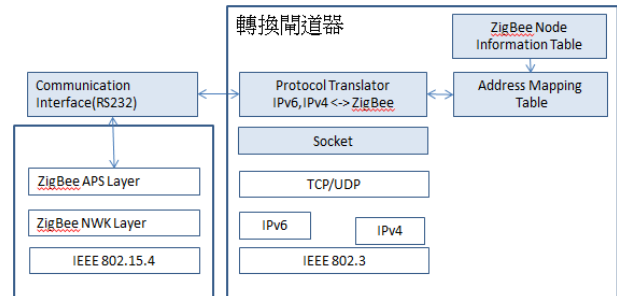 轉換閘道器
ZigBee Node
Information Table
Communication
Interface(RS232)
Protocol Translator
IPv6,IPv4 <-> ZigBee
Address Mapping
Table
Socket
ZigBee APS Layer
TCP/UDP
ZigBee NWK Layer
IPv6
IPv4
IEEE 802.15.4
IEEE 802.3